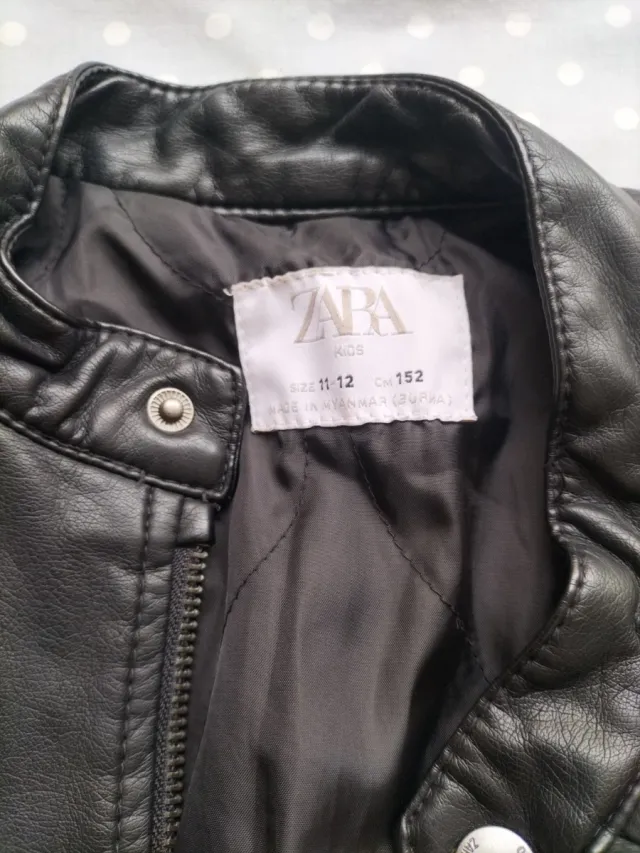 ZARA
KIDS
SIZE 11-12 CM 152
MADE IN MYANMAR (BURMA)